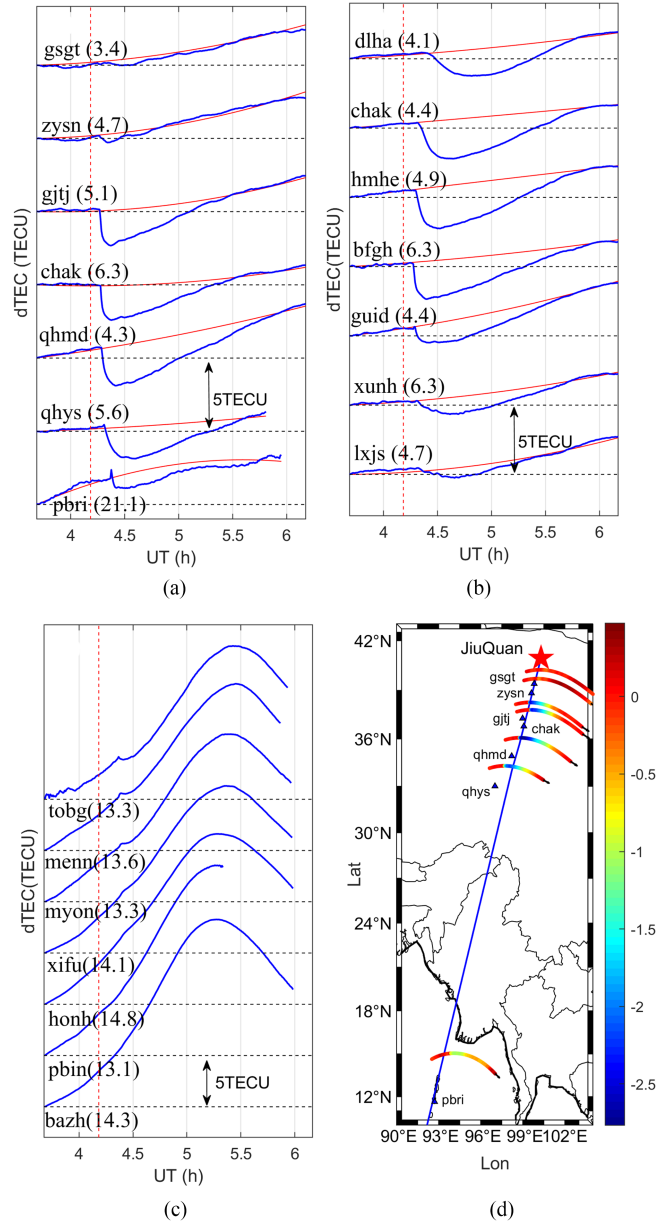 gsgt (3.4)
zysn (4.7)
gjtj (5.1)
chak (6.3)
qhmd (4.3)
qhys (5.6)
pbri (21.1)
5TECU
dTEC (TECU)
4 4.5 5 5.5 6
UT (h)
(a)
dlha (4.1)
chak (4.4)
hmhe (4.9)
bfgh (6.3)
guid (4.4)
xunh (6.3)
lxjs (4.7)
5TECU
dTEC(TECU)
4 4.5 5 5.5 6
UT (h)
(b)
tobg(13.3)
menn(13.6)
myon(13.3)
xifu(14.1)
honh(14.8)
pbin(13.1)
bazh(14.3)
5TECU
dTEC(TECU)
4 4.5 5 5.5 6
UT (h)
(c)
42°N
36°N
30°N
24°N
18°N
12°N
Lat
JiuQuan
gsgt
zysn
gjtj
chak
qhmd
qhys
pbri
90°E 93°E 96°E 99°E 102°E
Lon
0
-0.5
-1
-1.5
-2
-2.5
(d)